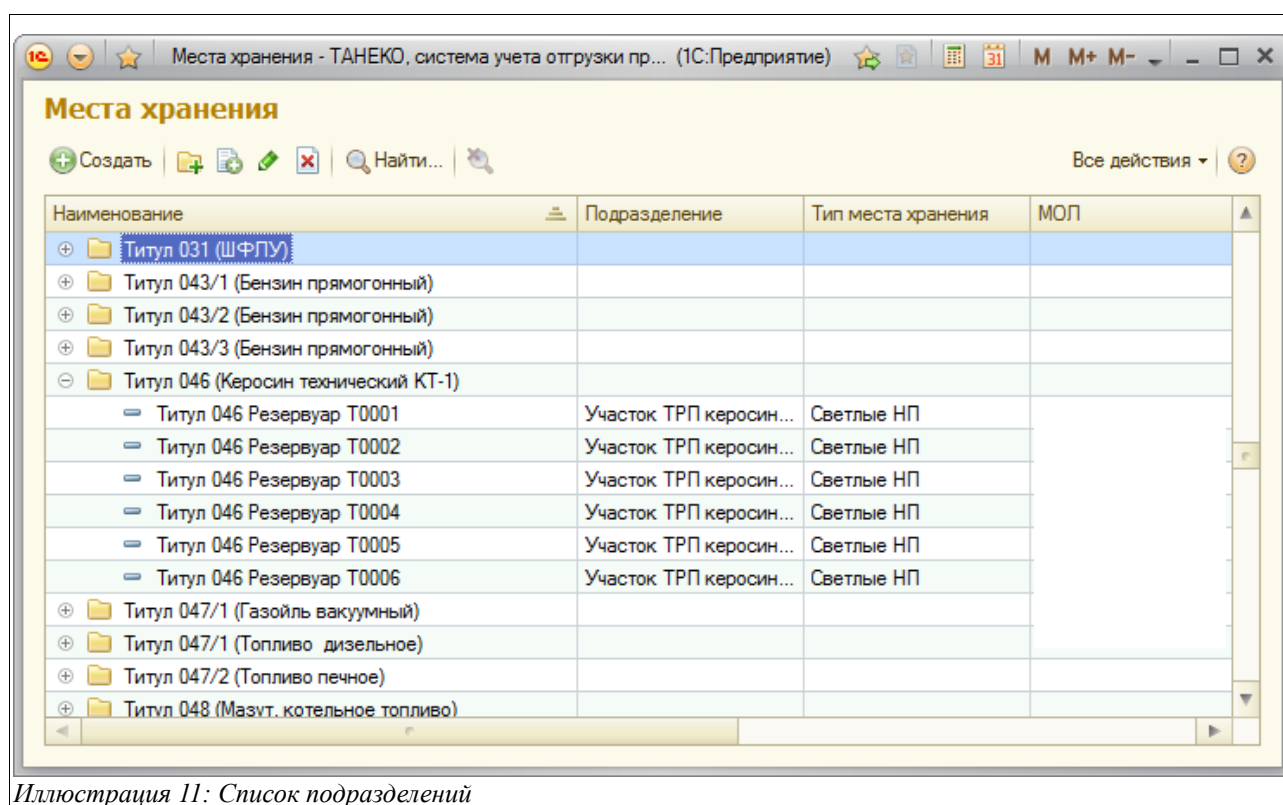 1С Места хранения - ТАНЕКО, система учета отгрузки пр... (1С:Предприятие) 31 M M+ M-
Места хранения
Создать Найти... Все действия ?
Наименование Подразделение Тип места хранения МОЛ
Титул 031 (ШФЛУ)
Титул 043/1 (Бензин прямогонный)
Титул 043/2 (Бензин прямогонный)
Титул 043/3 (Бензин прямогонный)
Титул 046 (Керосин технический КТ-1)
Титул 046 Резервуар Т0001 Участок ТРП керосин... Светлые НП
Титул 046 Резервуар Т0002 Участок ТРП керосин... Светлые НП
Титул 046 Резервуар Т0003 Участок ТРП керосин... Светлые НП
Титул 046 Резервуар Т0004 Участок ТРП керосин... Светлые НП
Титул 046 Резервуар Т0005 Участок ТРП керосин... Светлые НП
Титул 046 Резервуар Т0006 Участок ТРП керосин... Светлые НП
Титул 047/1 (Газойль вакуумный)
Титул 047/1 (Топливо  дизельное)
Титул 047/2 (Топливо печное)
Титул 048 (Мазут, котельное топливо)
Иллюстрация 11: Список подразделений